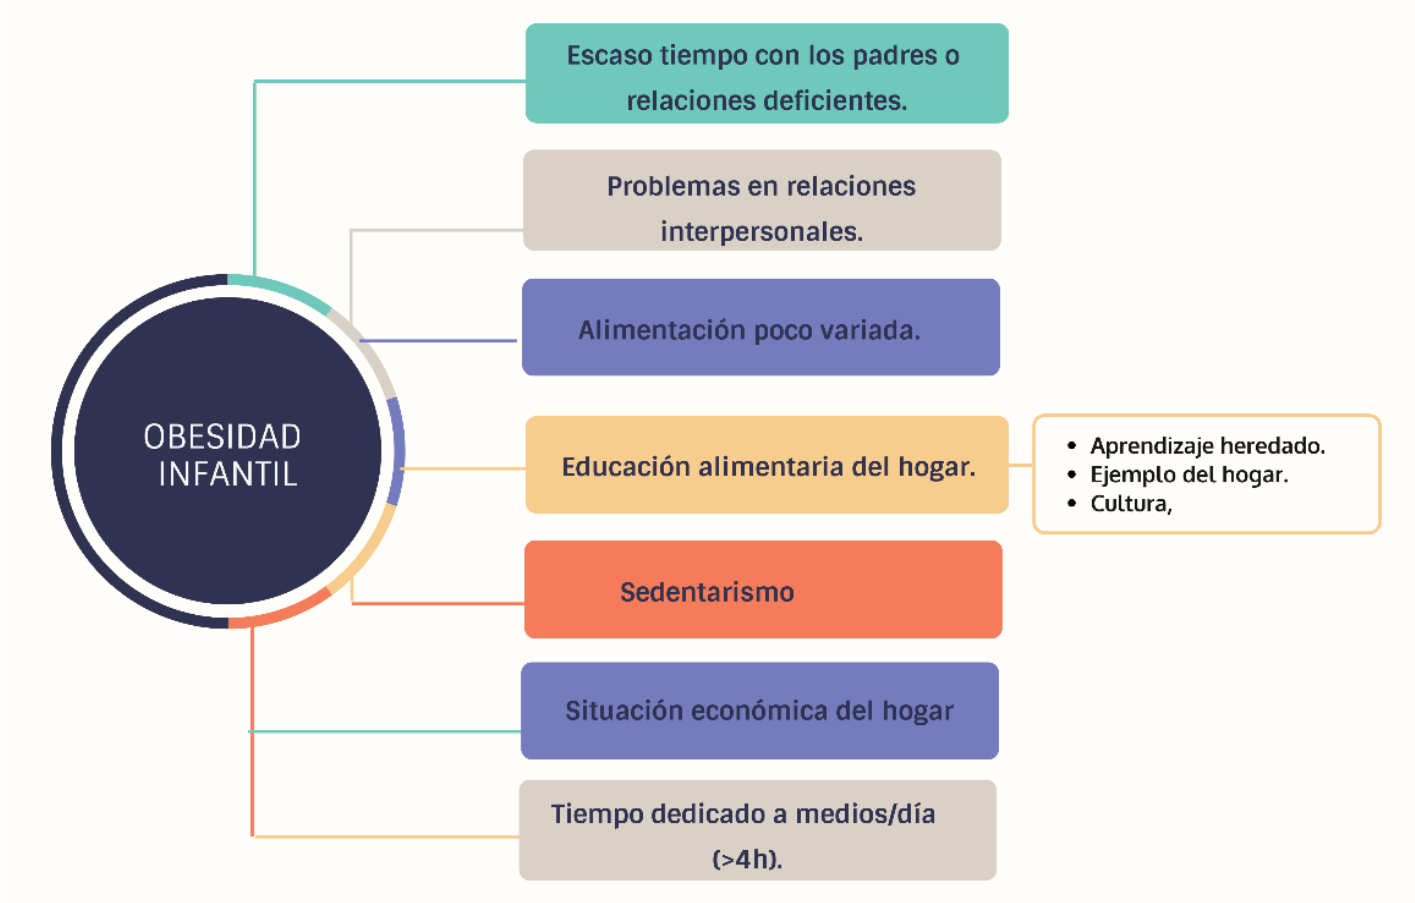 Escaso tiempo con los padres o
relaciones deficientes.
Problemas en relaciones
interpersonales.
Alimentación poco variada.
OBESIDAD
INFANTIL
Educación alimentaria del hogar.
• Aprendizaje heredado.
• Ejemplo del hogar.
• Cultura,
Sedentarismo
Situación económica del hogar
Tiempo dedicado a medios/día
(>4h).